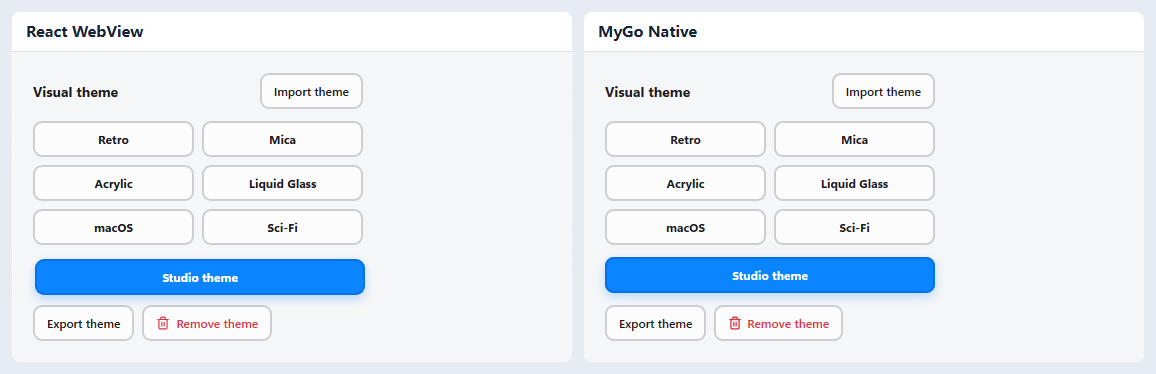 React WebView
Visual theme
Import theme
Retro
Mica
Acrylic
Liquid Glass
macOS
Sci-Fi
Studio theme
Export theme
Remove theme
MyGo Native
Visual theme
Import theme
Retro
Mica
Acrylic
Liquid Glass
macOS
Sci-Fi
Studio theme
Export theme
Remove theme